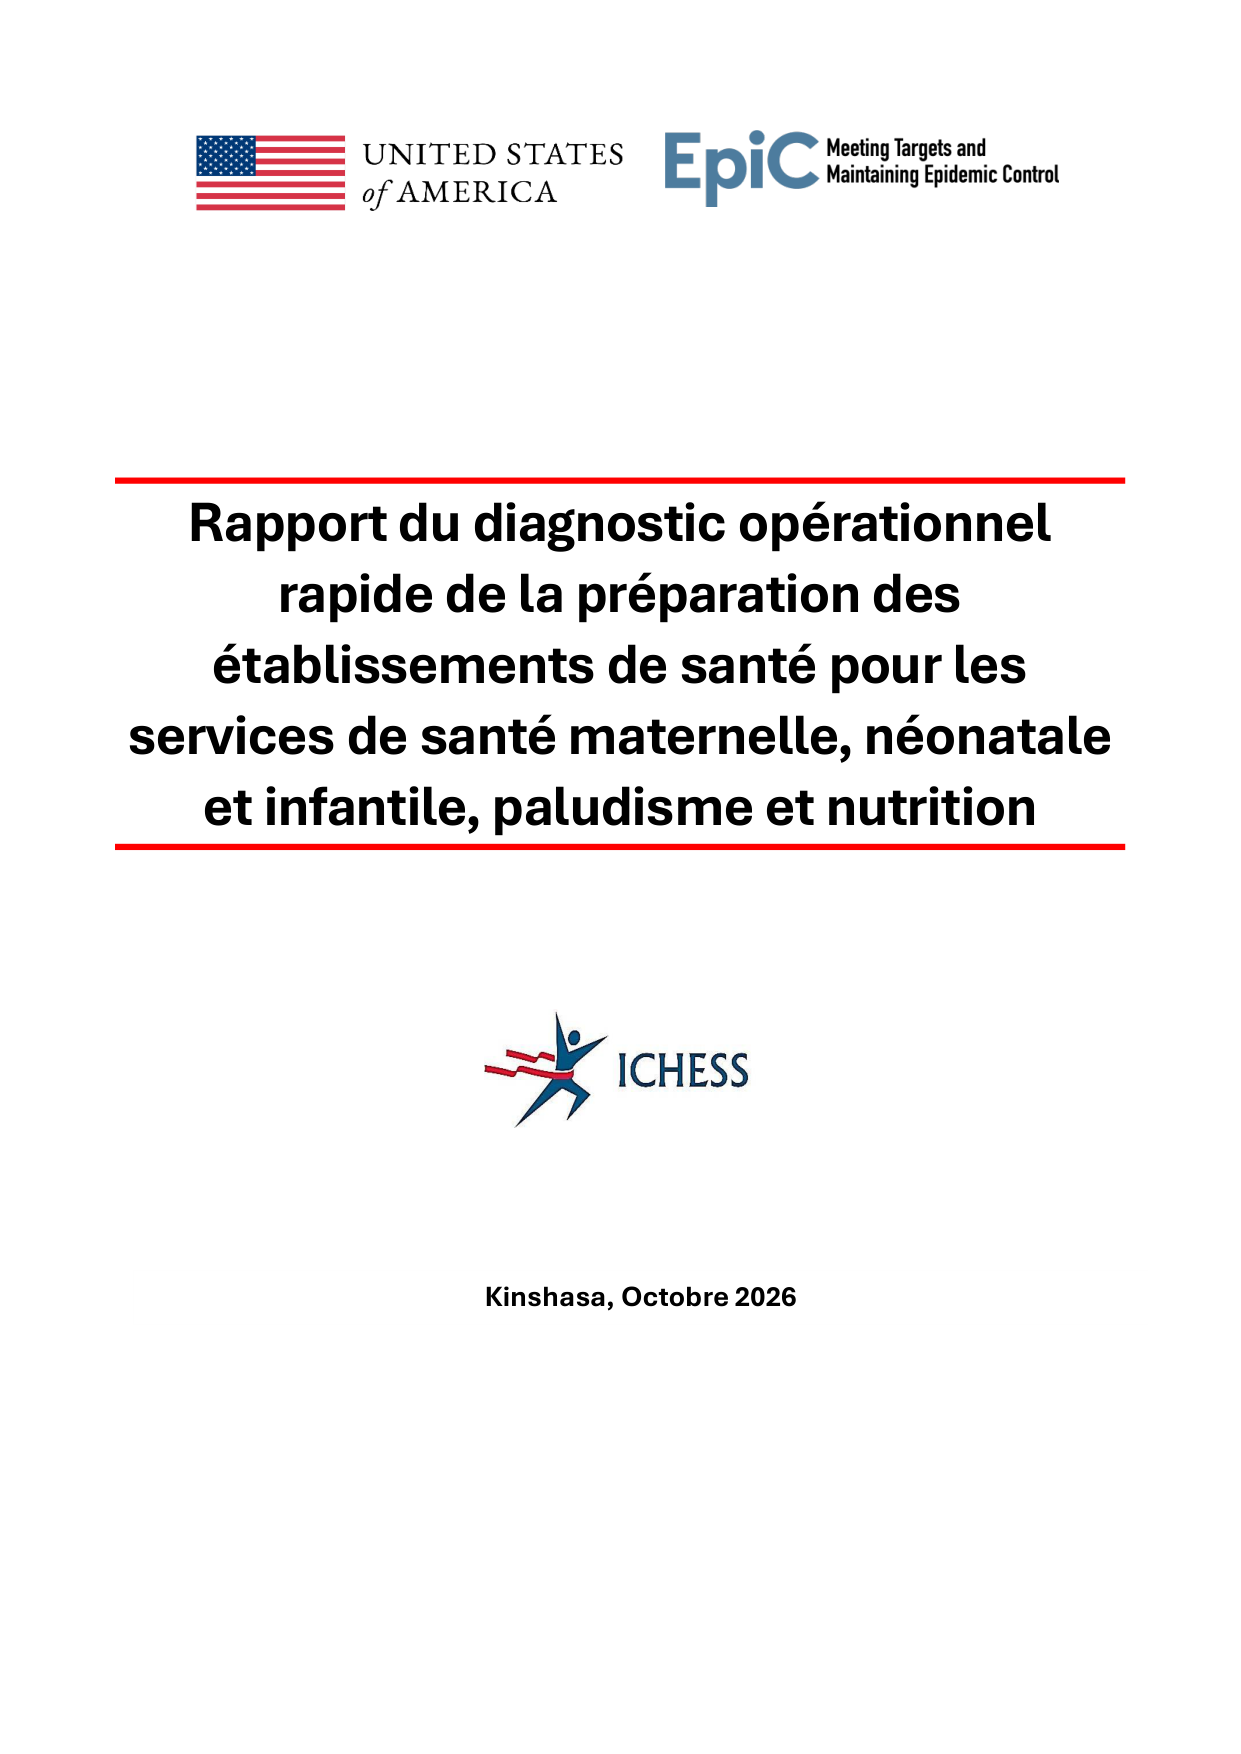 UNITED STATES
of AMERICA
EpiC
Meeting Targets and
Maintaining Epidemic Control
Rapport du diagnostic opérationnel
rapide de la préparation des
établissements de santé pour les
services de santé maternelle, néonatale
et infantile, paludisme et nutrition
ICHESS
Kinshasa, Octobre 2026